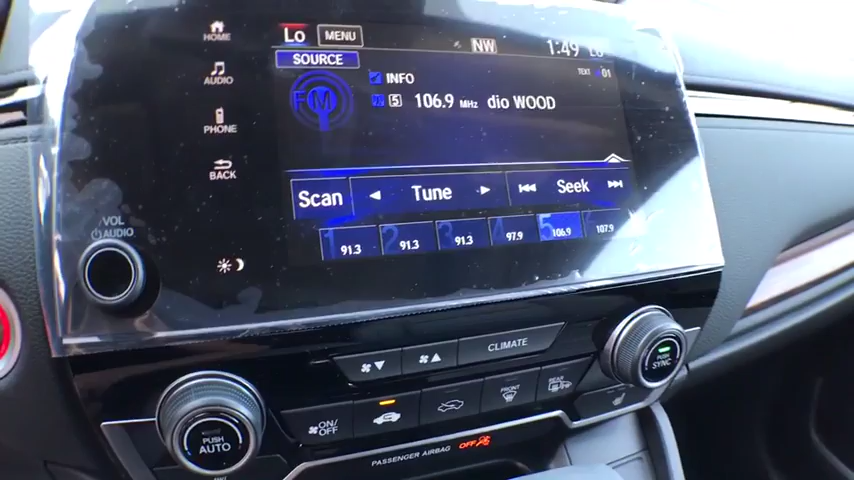 HOME
AUDIO
PHONE
BACK
VOL
AUDIO
Lo MENU NW 1:49 Lo
SOURCE
FM
INFO TEXT 01
5 106.9 MHz dio WOOD
Scan Tune Seek
1 91.3
2 91.3
3 91.3
4 97.9
5 106.9
107.9
CLIMATE
PUSH SYNC
PUSH AUTO
ON/OFF
FRONT
REAR
PASSENGER AIRBAG OFF